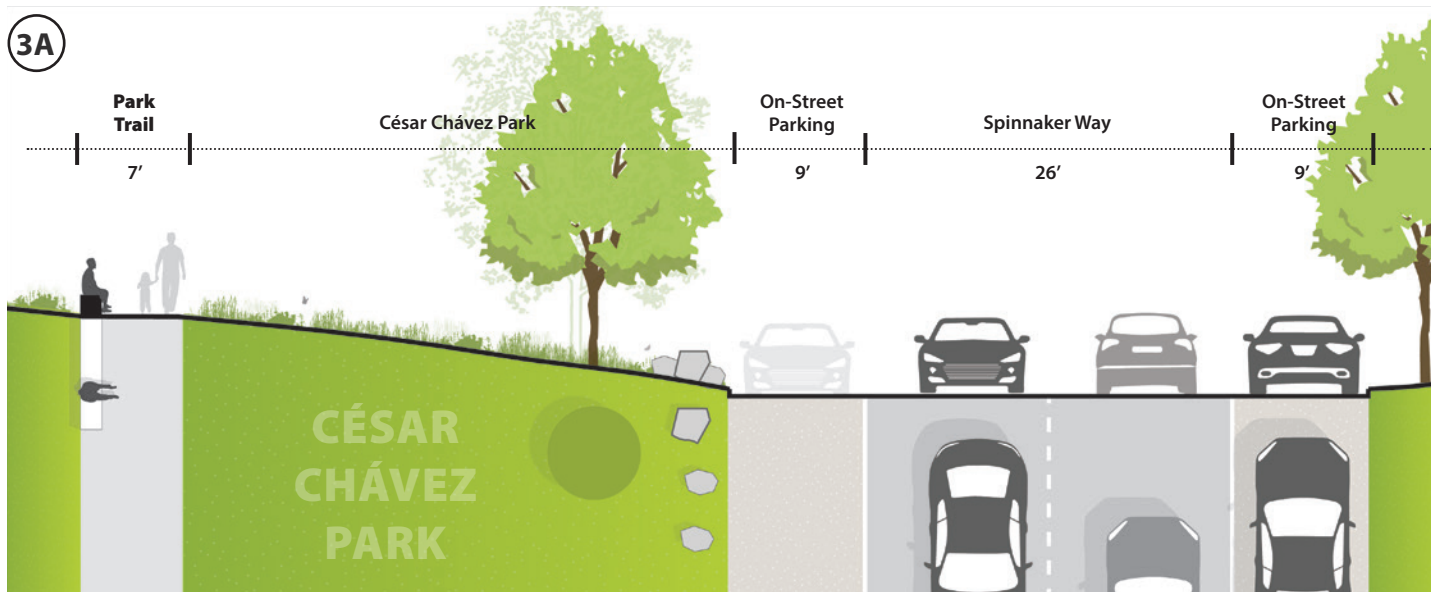 3A
Park
Trail
César Chávez Park
On-Street
Parking
Spinnaker Way
On-Street
Parking
7’
9’
26’
9’
CÉSAR
CHÁVEZ
PARK